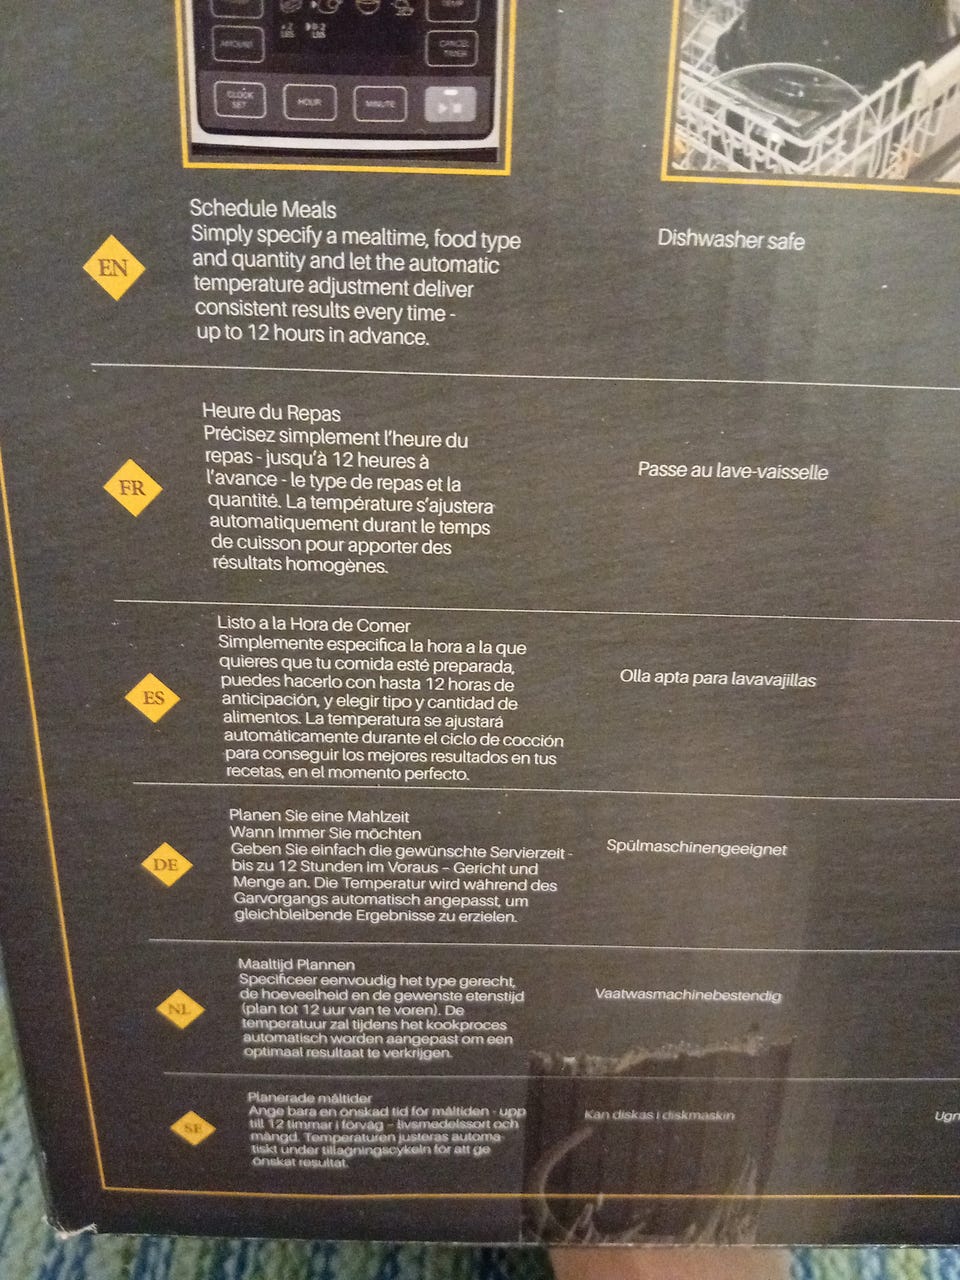 AMOUNT
CANCEL
TIMER
CLOCK
SET
HOUR
MINUTE
EN
Schedule Meals
Simply specify a mealtime, food type
and quantity and let the automatic
temperature adjustment deliver
consistent results every time -
up to 12 hours in advance.
Dishwasher safe
FR
Heure du Repas
Précisez simplement l'heure du
repas - jusqu'à 12 heures à
l'avance - le type de repas et la
quantité. La température s'ajustera
automatiquement durant le temps
de cuisson pour apporter des
résultats homogènes.
Passe au lave-vaisselle
ES
Listo a la Hora de Comer
Simplemente especifica la hora a la que
quieres que tu comida esté preparada,
puedes hacerlo con hasta 12 horas de
anticipación, y elegir tipo y cantidad de
alimentos. La temperatura se ajustará
automáticamente durante el ciclo de cocción
para conseguir los mejores resultados en tus
recetas, en el momento perfecto.
Olla apta para lavavajillas
DE
Planen Sie eine Mahlzeit
Wann Immer Sie möchten
Geben Sie einfach die gewünschte Servierzeit -
bis zu 12 Stunden im Voraus – Gericht und
Menge an. Die Temperatur wird während des
Garvorgangs automatisch angepasst, um
gleichbleibende Ergebnisse zu erzielen.
Spülmaschinengeeignet
NL
Maaltijd Plannen
Specificeer eenvoudig het type gerecht,
de hoeveelheid en de gewenste etenstijd
(plan tot 12 uur van te voren). De
temperatuur zal tijdens het kookproces
automatisch worden aangepast om een
optimaal resultaat te verkrijgen.
Vaatwasmachinebestendig
SE
Planerade måltider
Ange bara en önskad tid för måltiden - upp
till 12 timmar i förväg – livsmedelssort och
mängd. Temperaturen justeras automa-
tiskt under tillagningscykeln för att ge
önskat resultat.
Kan diskas i diskmaskin
Ugn